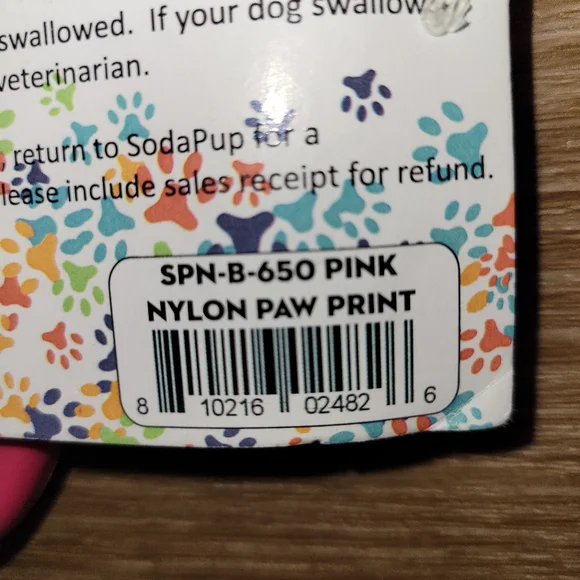 swallowed. If your dog swallow
veterinarian.
, return to SodaPup for a
lease include sales receipt for refund.
SPN-B-650 PINK
NYLON PAW PRINT
8 10216 02482 6